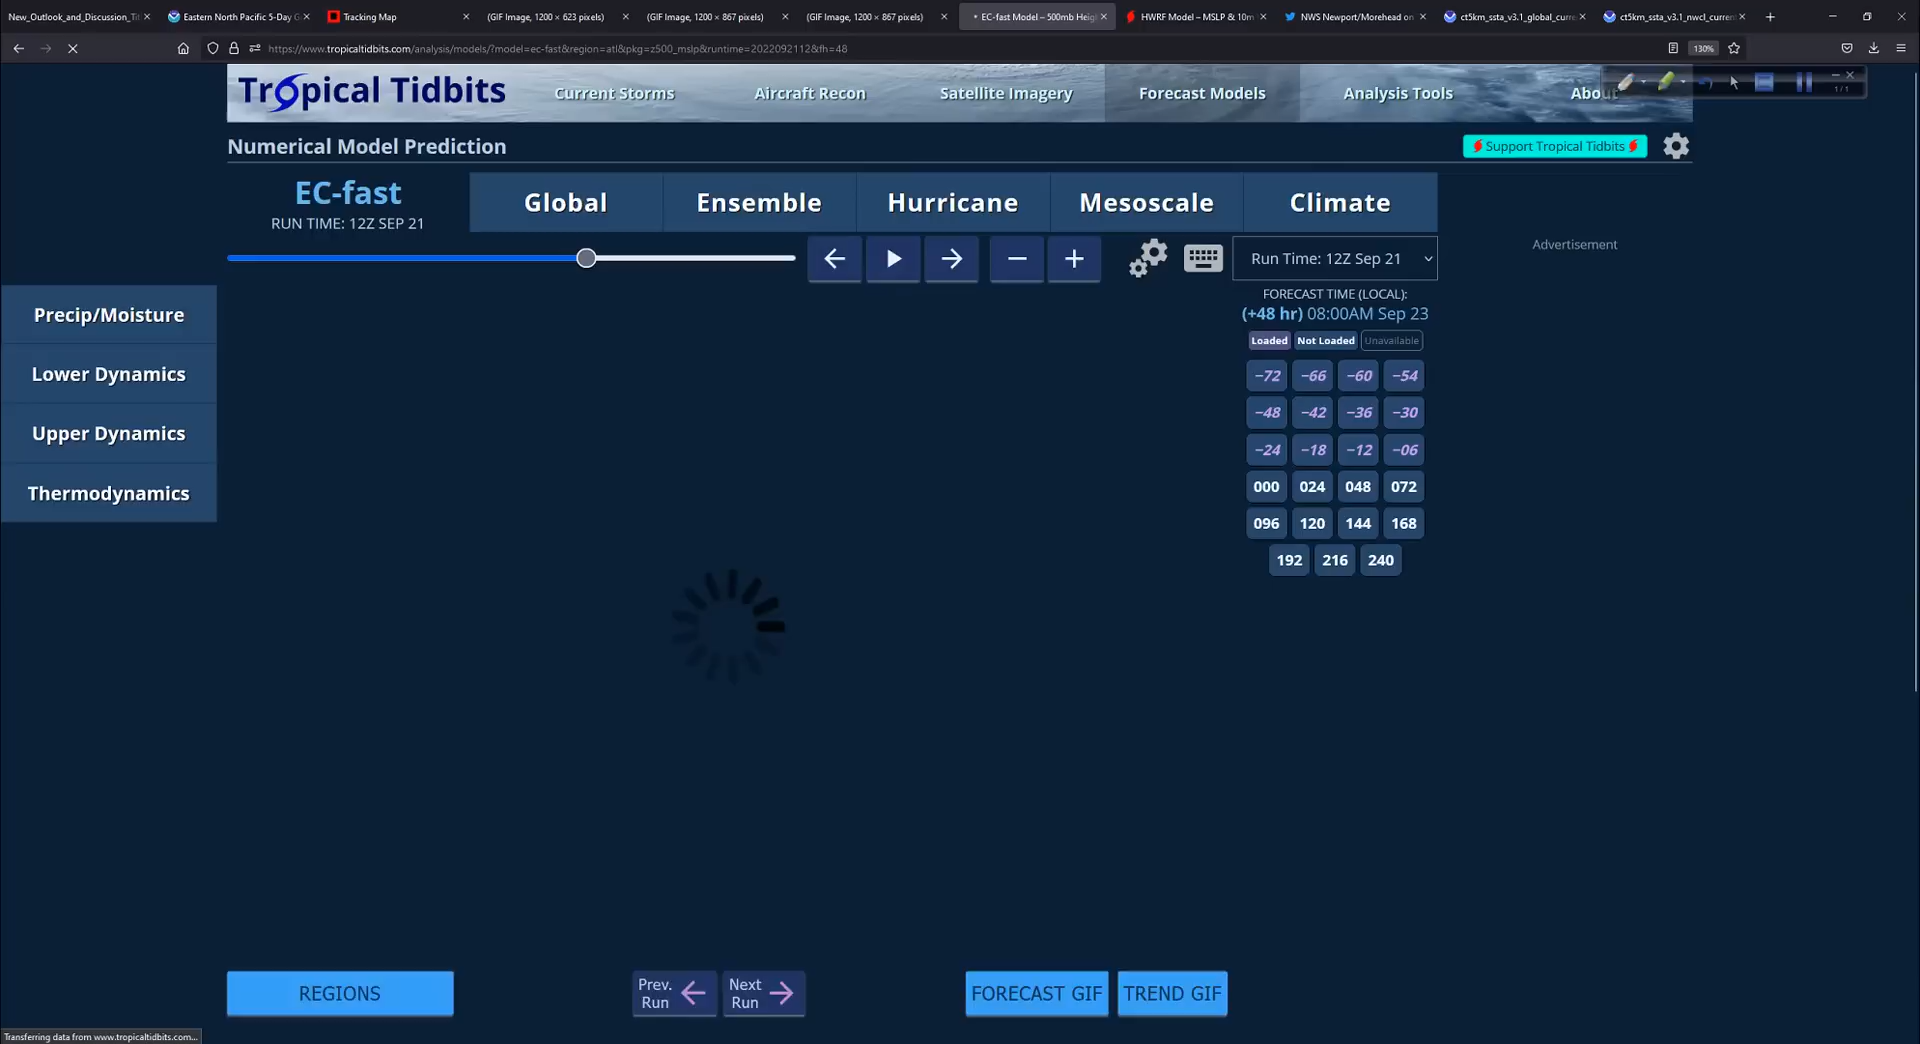 New_Outlook_and_Discussion_Ti
Eastern North Pacific 5-Day G
Tracking Map
(GIF Image, 1200 × 623 pixels)
(GIF Image, 1200 × 867 pixels)
(GIF Image, 1200 × 867 pixels)
EC-fast Model – 500mb Heig
HWRF Model – MSLP & 10m
NWS Newport/Morehead on
ct5km_ssta_v3.1_global_curre
ct5km_ssta_v3.1_nwcl_current
https://www.tropicaltidbits.com/analysis/models/?model=ec-fast&region=atl&pkg=z500_mslp&runtime=2022092112&fh=48
130%
Tropical Tidbits
Current Storms
Aircraft Recon
Satellite Imagery
Forecast Models
Analysis Tools
About
1/1
Numerical Model Prediction
Support Tropical Tidbits
EC-fast
RUN TIME: 12Z SEP 21
Global
Ensemble
Hurricane
Mesoscale
Climate
Run Time: 12Z Sep 21
Advertisement
FORECAST TIME (LOCAL):
(+48 hr) 08:00AM Sep 23
Loaded Not Loaded Unavailable
Precip/Moisture
Lower Dynamics
Upper Dynamics
Thermodynamics
−72 −66 −60 −54
−48 −42 −36 −30
−24 −18 −12 −06
000 024 048 072
096 120 144 168
192 216 240
REGIONS
Prev. Run
Next Run
FORECAST GIF
TREND GIF
Transferring data from www.tropicaltidbits.com...